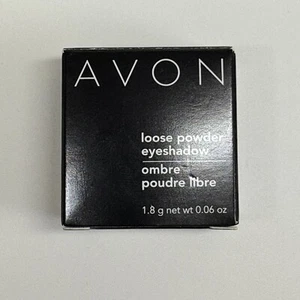 AVON
loose powder
eyeshadow
ombre
poudre libre
1.8 g net wt 0.06 oz